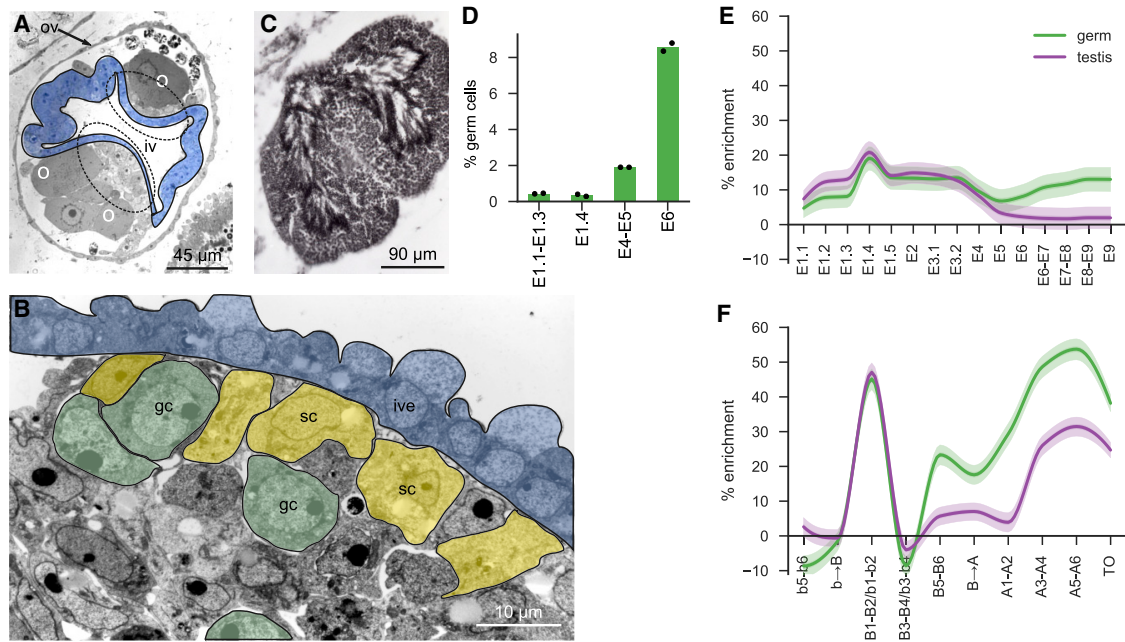 A
ov
O
iv
O
O
45 µm
C
90 µm
D
% germ cells
8
6
4
2
0
E1.1–E1.3
E1.4
E4–E5
E6
E
% enrichment
60
50
40
30
20
10
0
−10
germ
testis
E1.1
E1.2
E1.3
E1.4
E1.5
E2
E3.1
E3.2
E4
E5
E6
E6–E7
E7–E8
E8–E9
E9
B
gc
sc
ive
gc
sc
10 µm
F
% enrichment
60
50
40
30
20
10
0
−10
b5-b6
b→B
B1-B2/b1-b2
B3-B4/b3-b4
B5-B6
B→A
A1-A2
A3-A4
A5-A6
TO